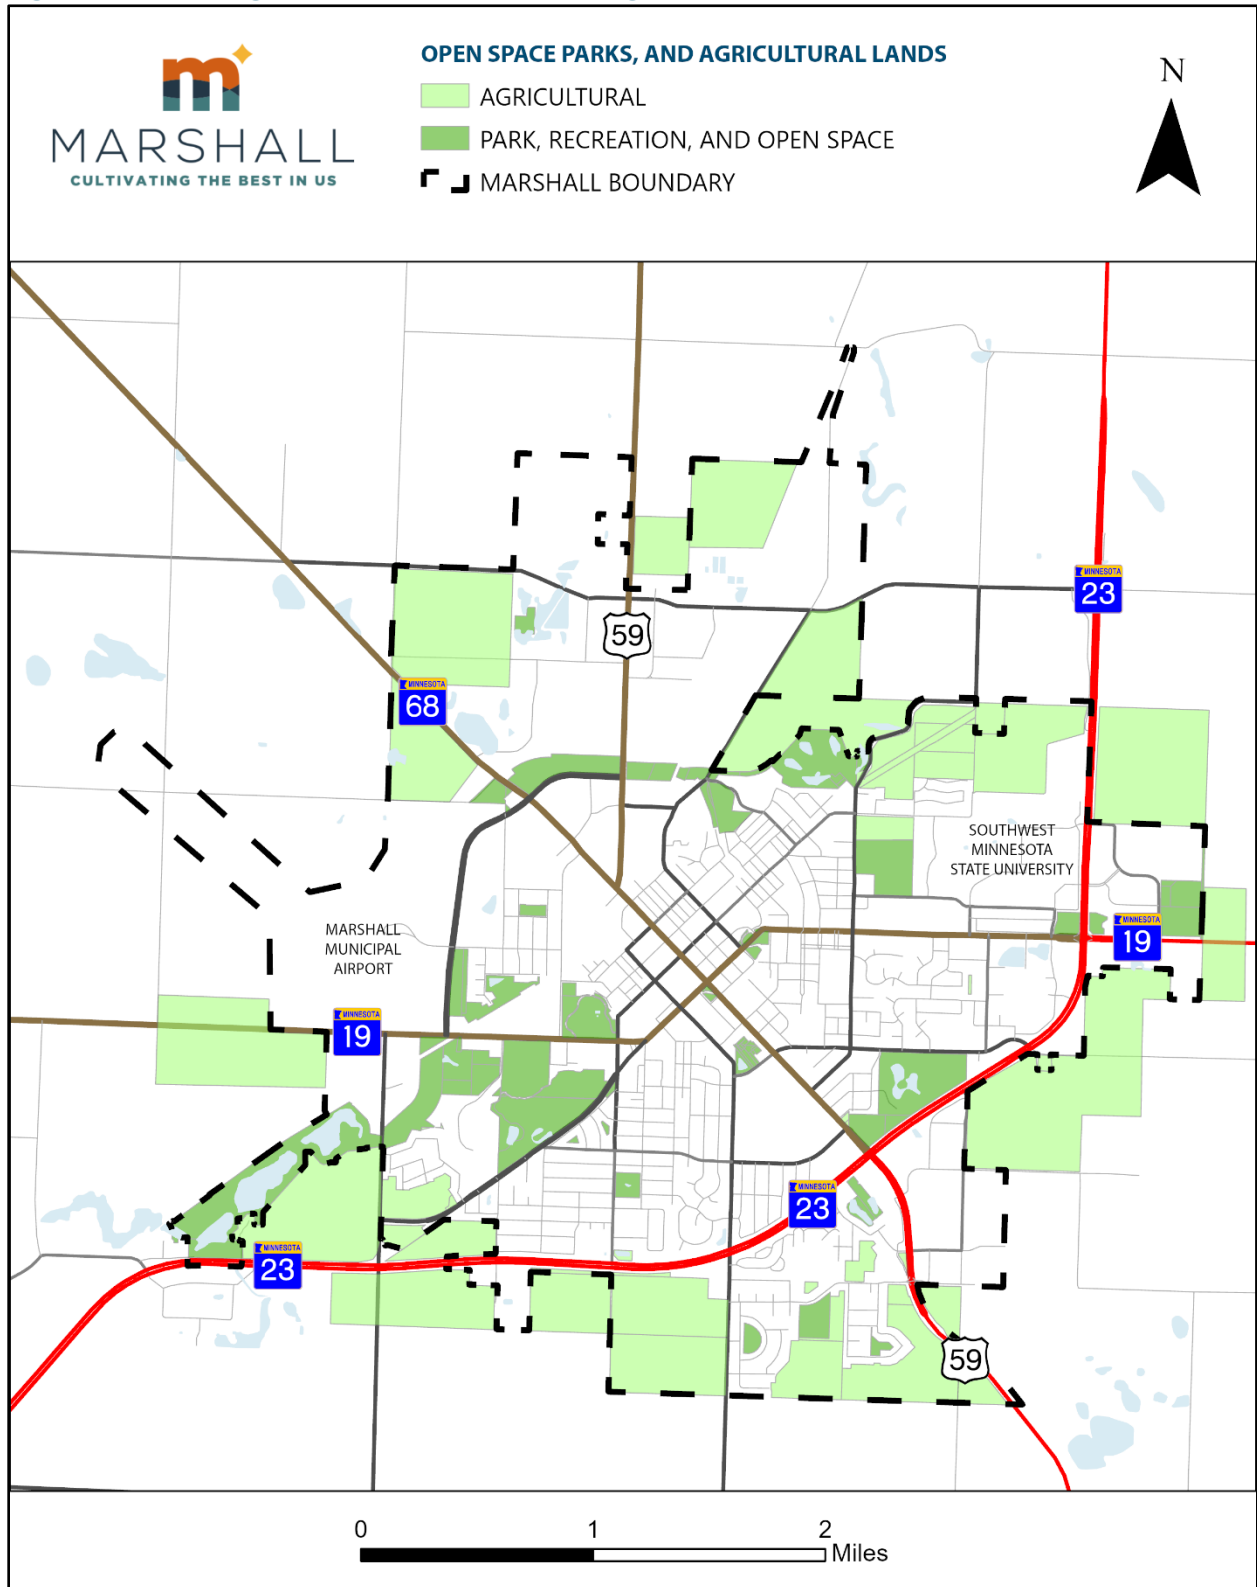 m
MARSHALL
CULTIVATING THE BEST IN US
OPEN SPACE PARKS, AND AGRICULTURAL LANDS
AGRICULTURAL
PARK, RECREATION, AND OPEN SPACE
MARSHALL BOUNDARY
N
MINNESOTA
23
59
MINNESOTA
68
SOUTHWEST
MINNESOTA
STATE UNIVERSITY
MARSHALL
MUNICIPAL
AIRPORT
MINNESOTA
19
MINNESOTA
19
MINNESOTA
23
MINNESOTA
23
59
0 1 2
Miles